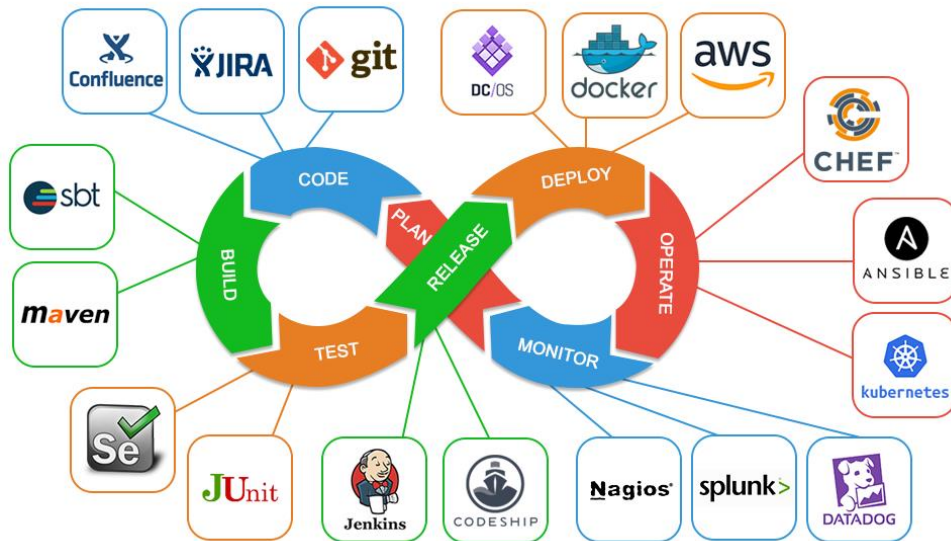 Confluence
JIRA
git
DC/OS
docker
aws
CHEF™
sbt
CODE
PLAN
RELEASE
DEPLOY
BUILD
OPERATE
ANSIBLE
maven
TEST
MONITOR
kubernetes
Se
JUnit
Jenkins
CODESHIP
Nagios®
splunk>
DATADOG